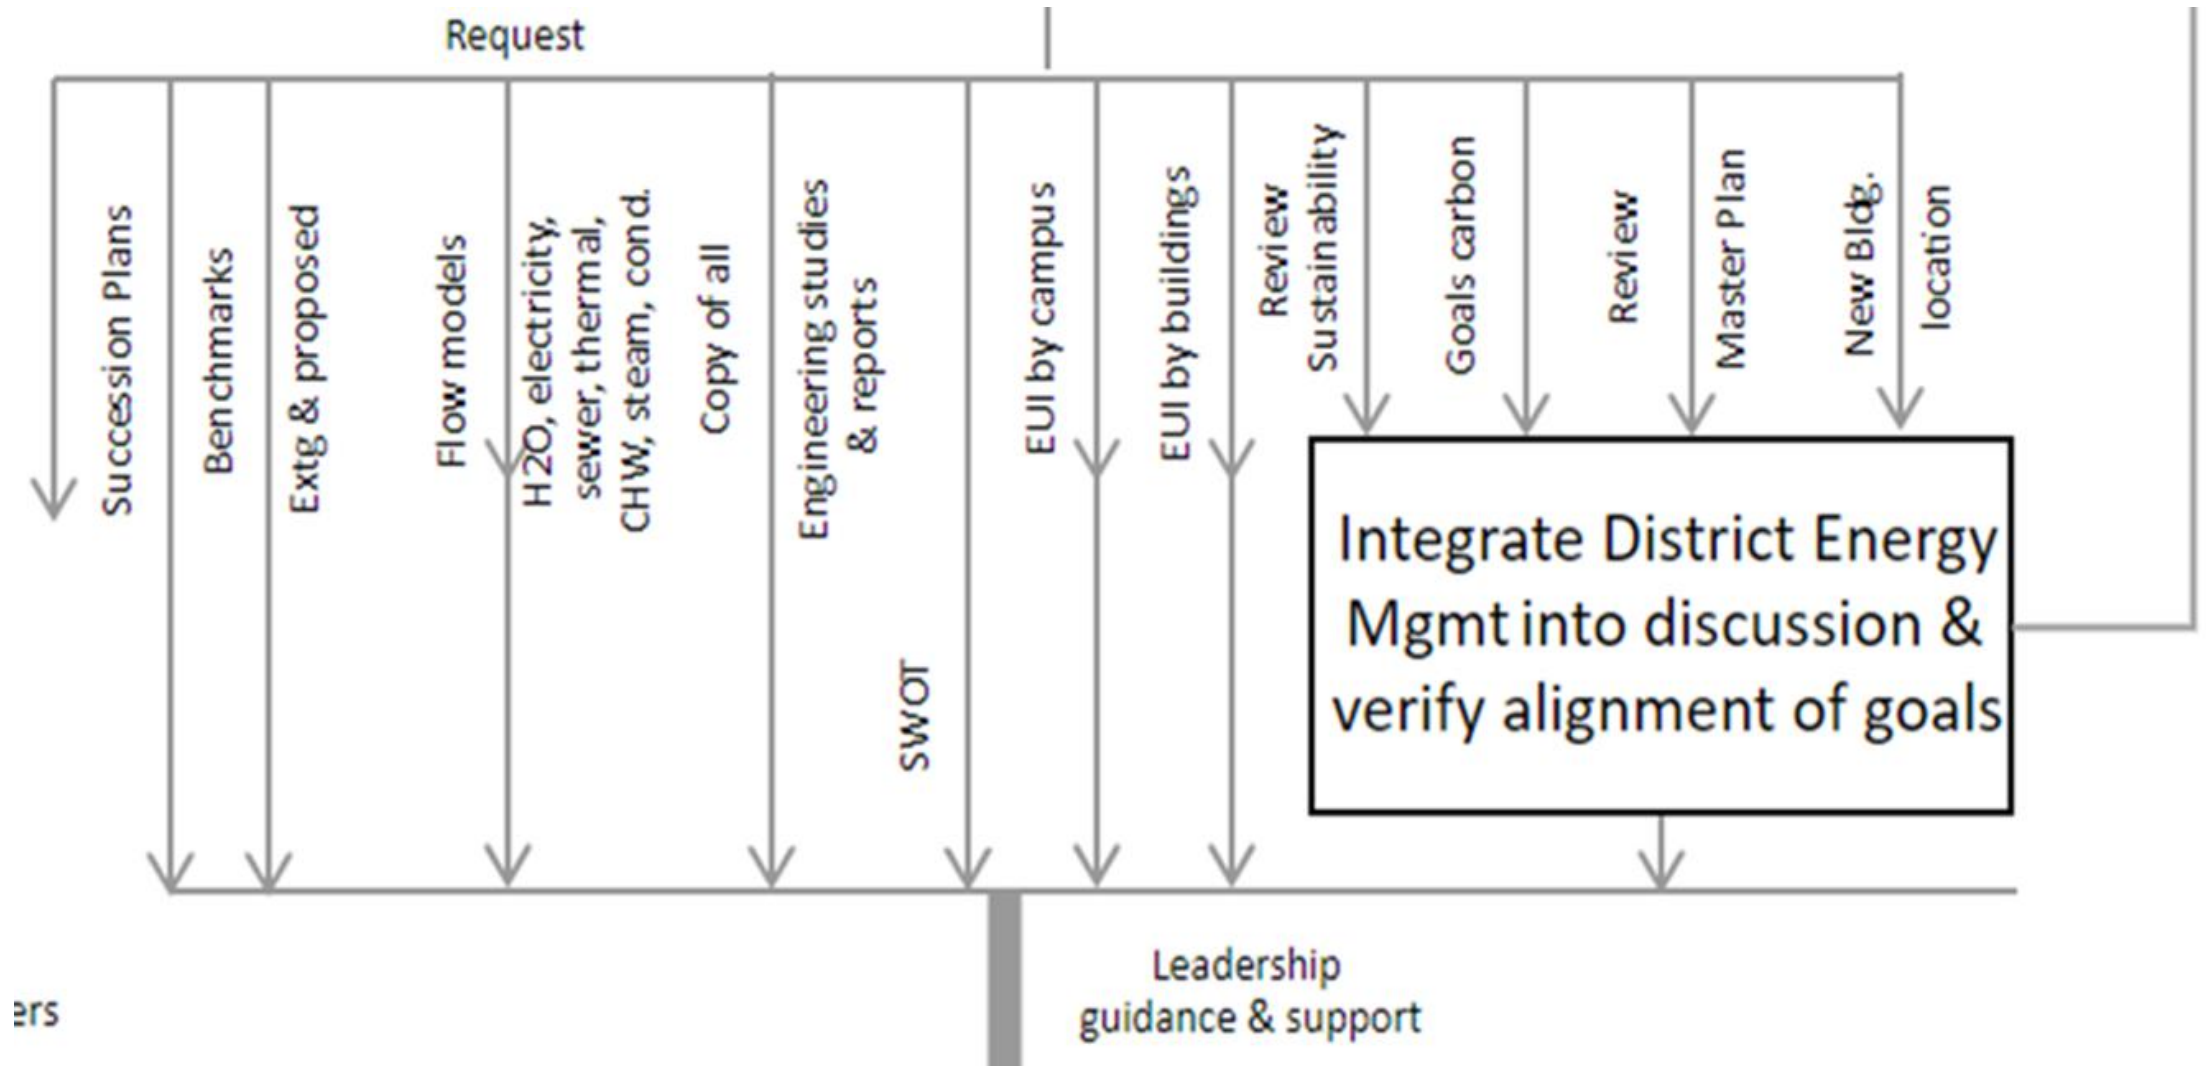 Request
Succession Plans
Benchmarks
Extg & proposed
Flow models
H2O, electricity,
sewer, thermal,
CHW, steam, cond.
Copy of all
Engineering studies
& reports
SWOT
EUI by campus
EUI by buildings
Review
Sustainability
Goals carbon
Review
Master Plan
New Bldg.
location
Integrate District Energy
Mgmt into discussion &
verify alignment of goals
Leadership
guidance & support
ers